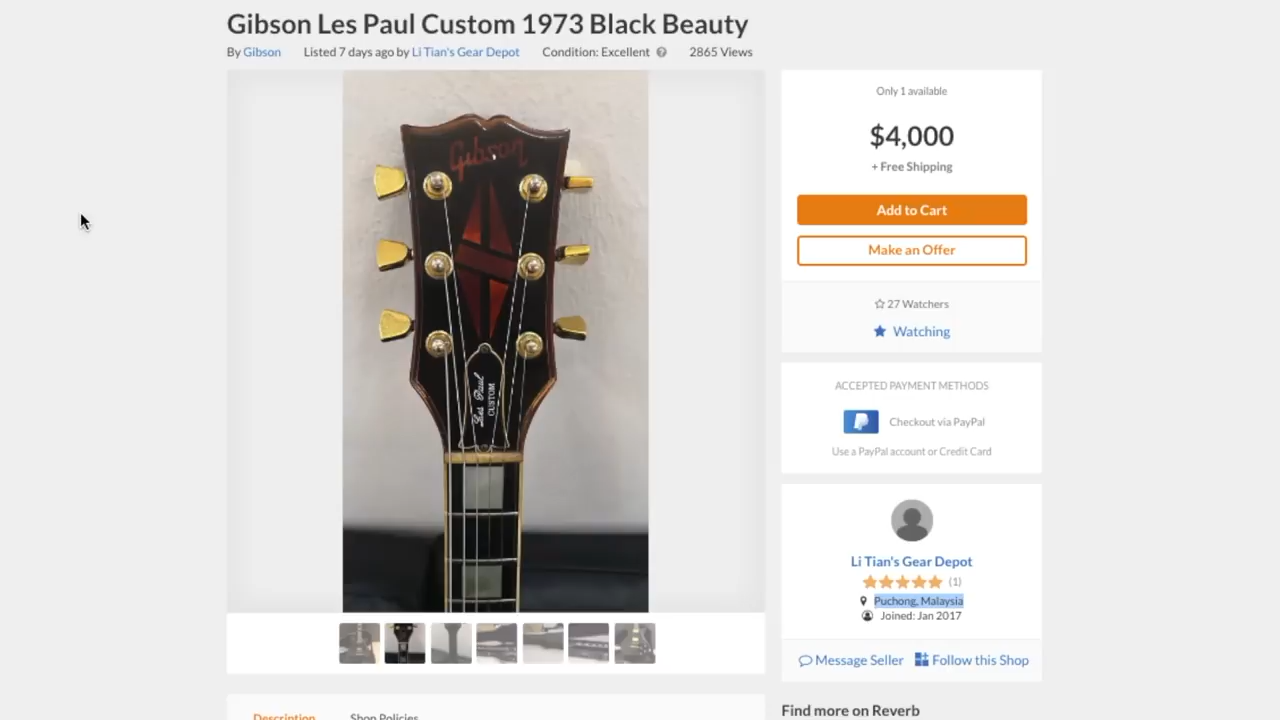 Gibson Les Paul Custom 1973 Black Beauty
By Gibson Listed 7 days ago by Li Tian's Gear Depot Condition: Excellent 2865 Views
Gibson
Les Paul
CUSTOM
Only 1 available
$4,000
+ Free Shipping
Add to Cart
Make an Offer
27 Watchers
Watching
ACCEPTED PAYMENT METHODS
Checkout via PayPal
Use a PayPal account or Credit Card
Li Tian's Gear Depot
(1)
Puchong, Malaysia
Joined: Jan 2017
Message Seller Follow this Shop
Description Shop Policies
Find more on Reverb